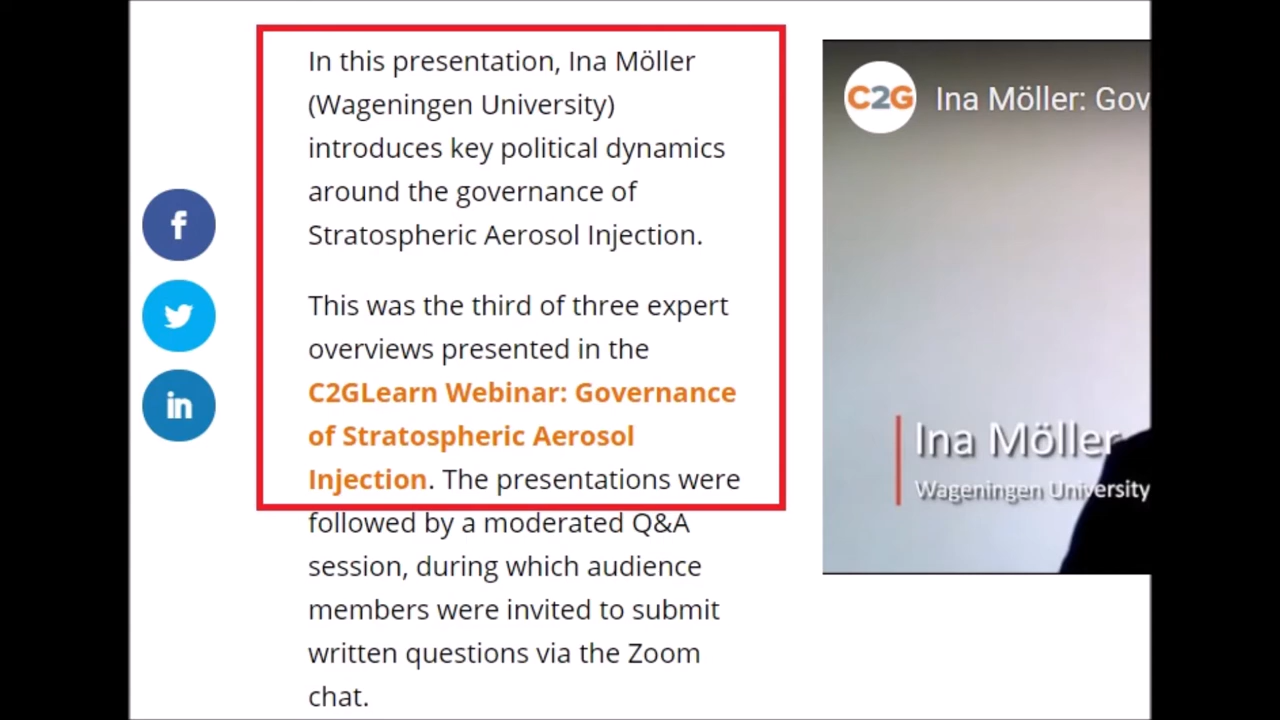 In this presentation, Ina Möller
(Wageningen University)
introduces key political dynamics
around the governance of
Stratospheric Aerosol Injection.
This was the third of three expert
overviews presented in the
C2GLearn Webinar: Governance
of Stratospheric Aerosol
Injection. The presentations were
followed by a moderated Q&A
session, during which audience
members were invited to submit
written questions via the Zoom
chat.
f
in
C2G
Ina Möller: Gov
Ina Möller
Wageningen University